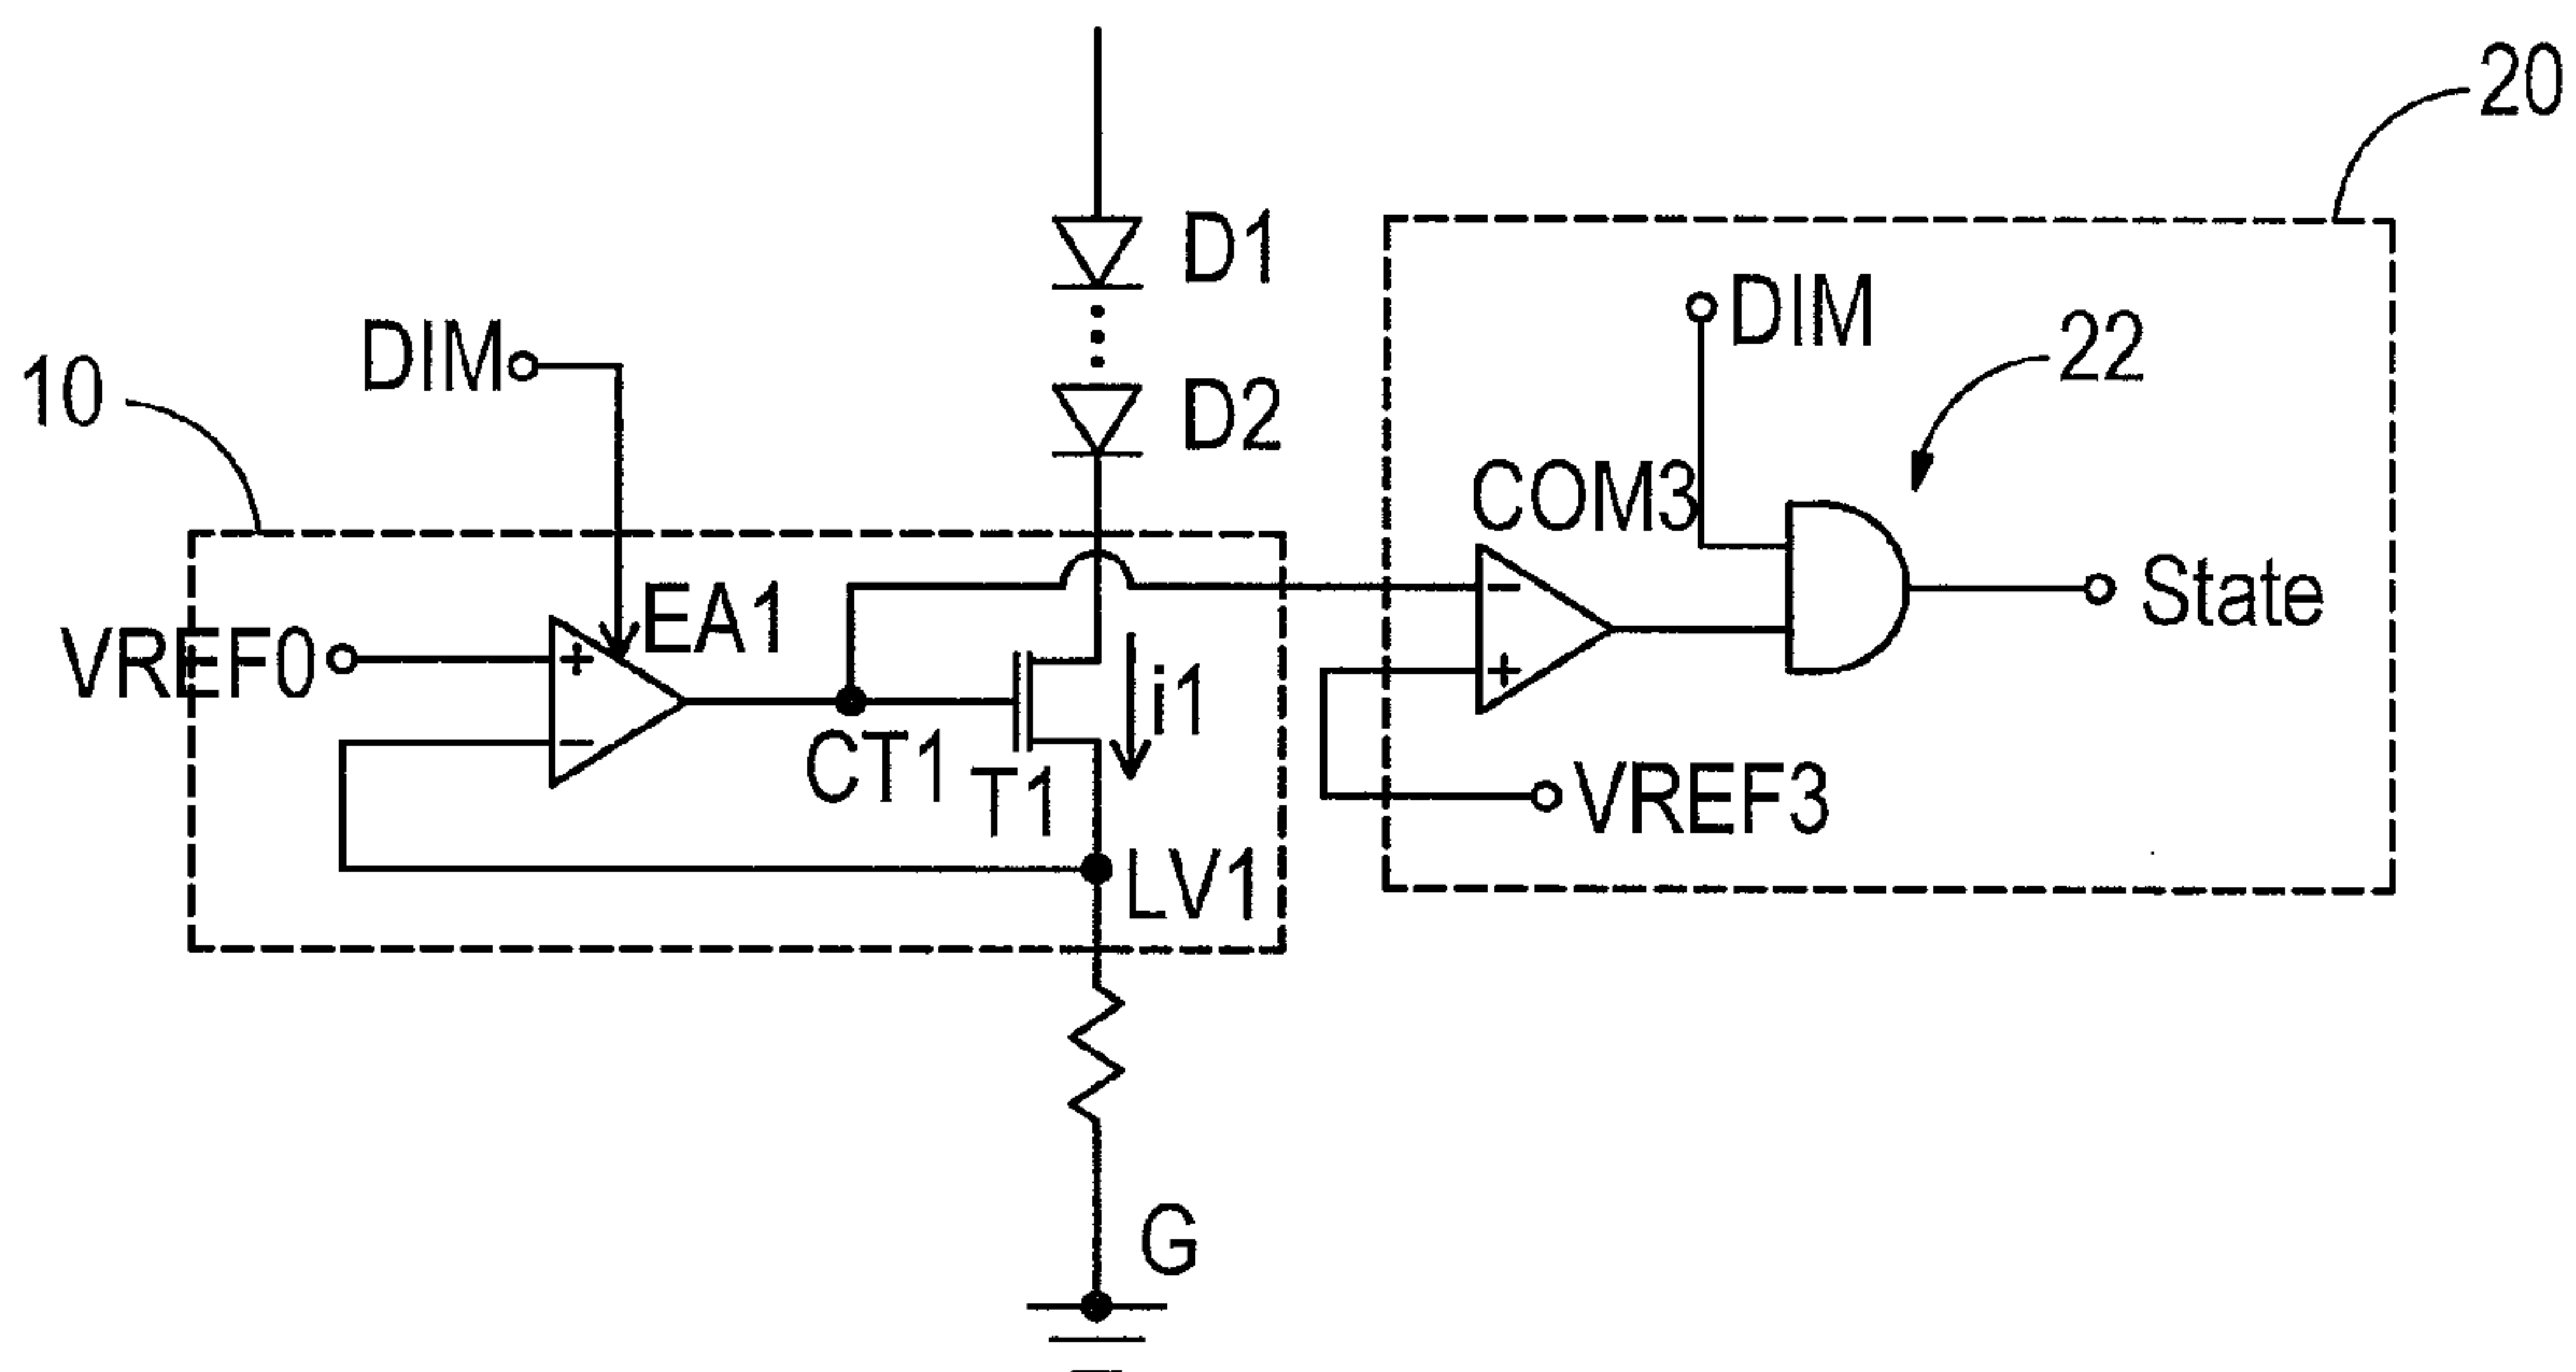 20
D1
DIM
DIM
22
10
D2
COM3
EA1
State
VREF0
+
−
−
+
i1
CT1
T1
VREF3
LV1
G